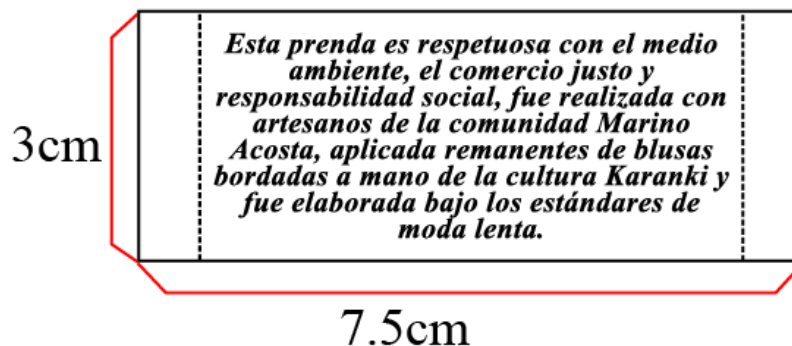 Esta prenda es respetuosa con el medio
ambiente, el comercio justo y
responsabilidad social, fue realizada con
artesanos de la comunidad Marino
Acosta, aplicada remanentes de blusas
bordadas a mano de la cultura Karanki y
fue elaborada bajo los estándares de
moda lenta.
3cm
7.5cm